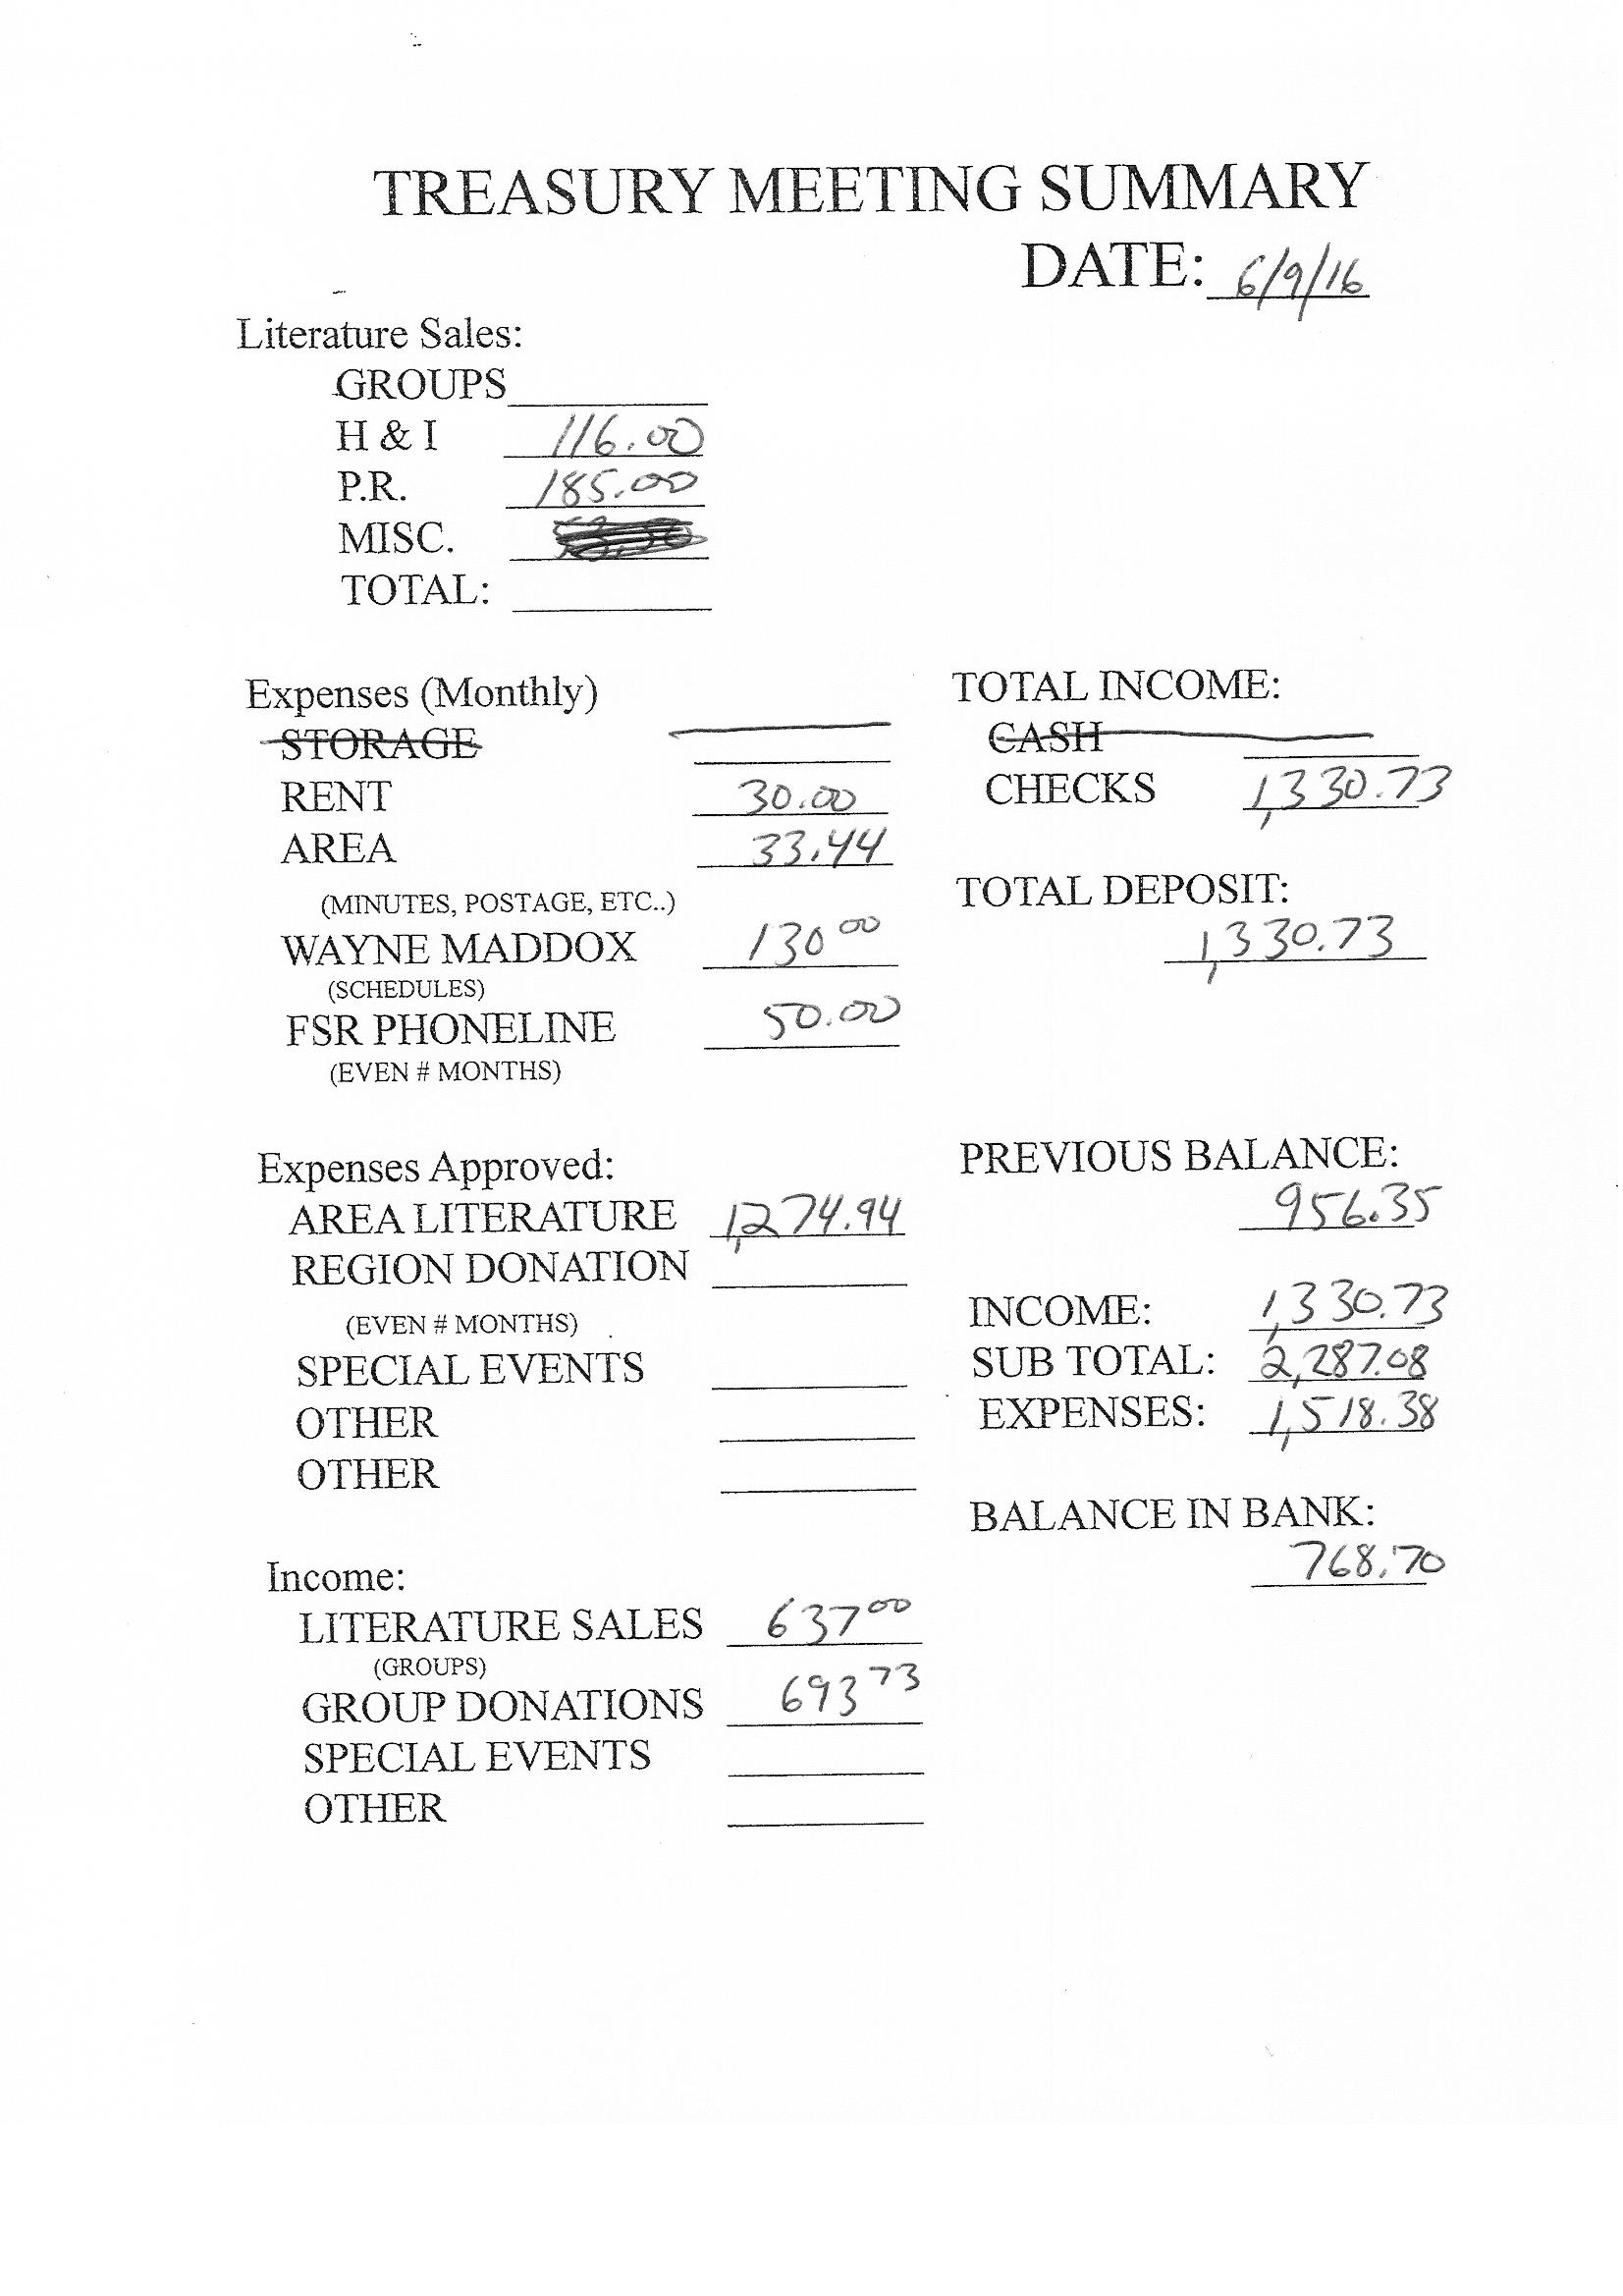 TREASURY MEETING SUMMARY
DATE: 6/9/16
Literature Sales:
GROUPS
H & I 116.00
P.R. 185.00
MISC.
TOTAL:
Expenses (Monthly)
STORAGE
RENT 30.00
AREA 33.44
(MINUTES, POSTAGE, ETC..)
WAYNE MADDOX 130 00
(SCHEDULES)
FSR PHONELINE 50.00
(EVEN # MONTHS)
TOTAL INCOME:
CASH
CHECKS 1,330.73
TOTAL DEPOSIT:
1,330.73
Expenses Approved:
AREA LITERATURE 1,274.94
REGION DONATION
(EVEN # MONTHS)
SPECIAL EVENTS
OTHER
OTHER
PREVIOUS BALANCE:
956.35
INCOME: 1,330.73
SUB TOTAL: 2,287.08
EXPENSES: 1,518.38
BALANCE IN BANK:
768.70
Income:
LITERATURE SALES 637 00
(GROUPS)
GROUP DONATIONS 693 73
SPECIAL EVENTS
OTHER